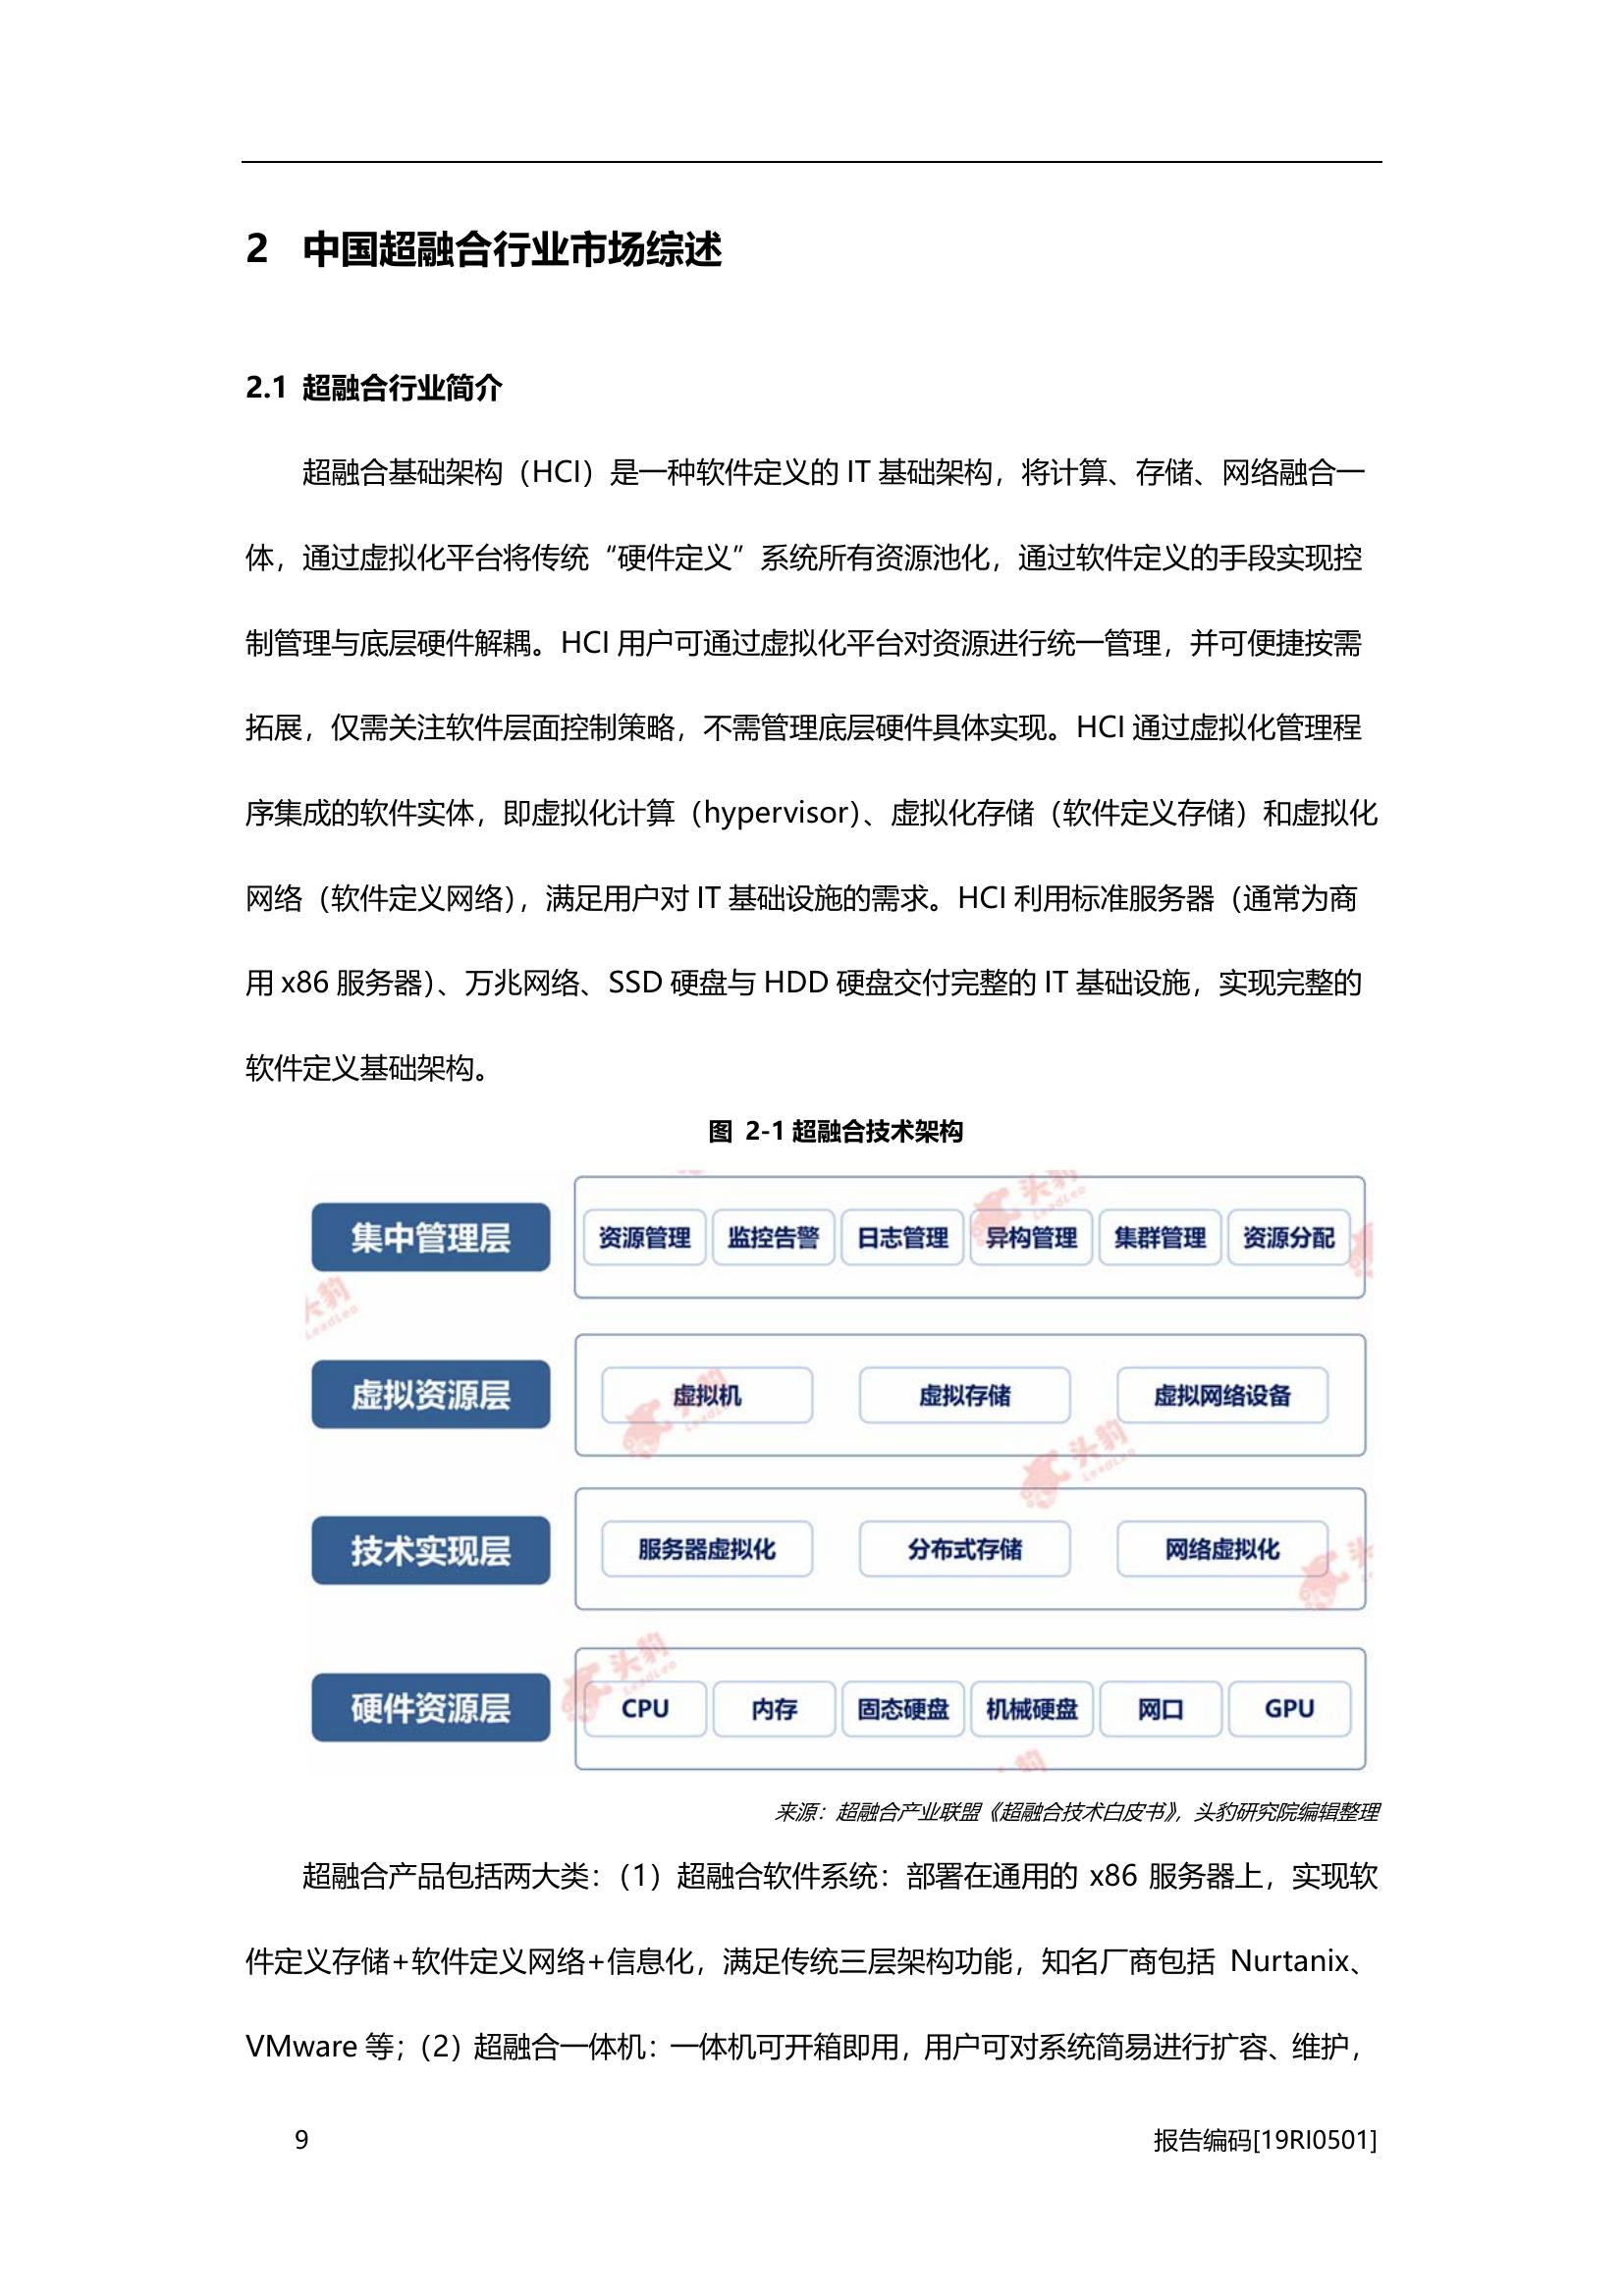 2 中国超融合行业市场综述
2.1 超融合行业简介
超融合基础架构（HCI）是一种软件定义的 IT 基础架构，将计算、存储、网络融合一
体，通过虚拟化平台将传统“硬件定义”系统所有资源池化，通过软件定义的手段实现控
制管理与底层硬件解耦。HCI 用户可通过虚拟化平台对资源进行统一管理，并可便捷按需
拓展，仅需关注软件层面控制策略，不需管理底层硬件具体实现。HCI 通过虚拟化管理程
序集成的软件实体，即虚拟化计算（hypervisor）、虚拟化存储（软件定义存储）和虚拟化
网络（软件定义网络），满足用户对 IT 基础设施的需求。HCI 利用标准服务器（通常为商
用 x86 服务器）、万兆网络、SSD 硬盘与 HDD 硬盘交付完整的 IT 基础设施，实现完整的
软件定义基础架构。
图 2-1 超融合技术架构
集中管理层 资源管理 监控告警 日志管理 异构管理 集群管理 资源分配
头豹 LeadLeo
虚拟资源层 虚拟机 虚拟存储 虚拟网络设备
头豹 LeadLeo
技术实现层 服务器虚拟化 分布式存储 网络虚拟化
头豹 LeadLeo
硬件资源层 CPU 内存 固态硬盘 机械硬盘 网口 GPU
来源：超融合产业联盟《超融合技术白皮书》，头豹研究院编辑整理
超融合产品包括两大类：（1）超融合软件系统：部署在通用的 x86 服务器上，实现软
件定义存储+软件定义网络+信息化，满足传统三层架构功能，知名厂商包括 Nurtanix、
VMware 等；（2）超融合一体机：一体机可开箱即用，用户可对系统简易进行扩容、维护，
9 报告编码[19RI0501]